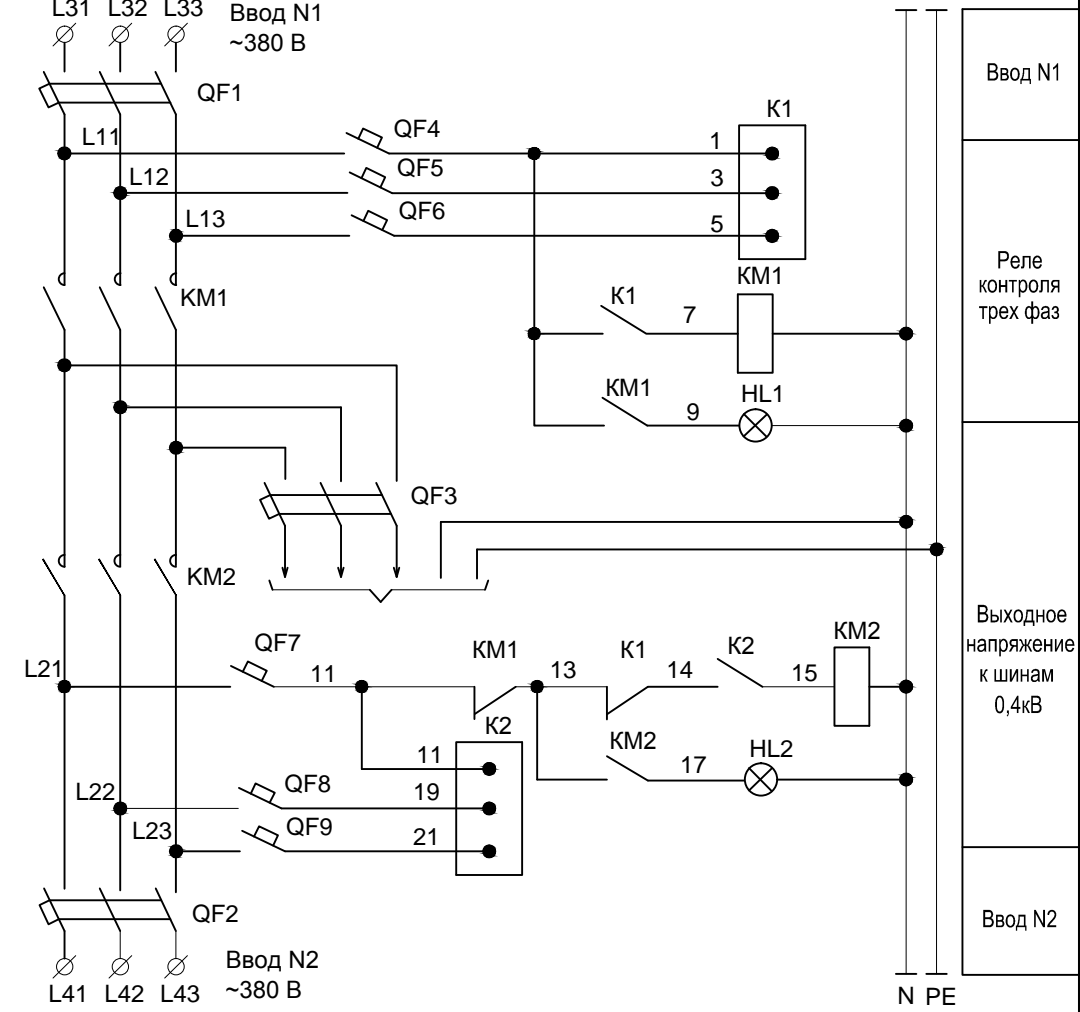 L31 L32 L33
Ввод N1
~380 В
QF1
L11
QF4
1
К1
L12
QF5
3
L13
QF6
5
KM1
К1
7
КМ1
КМ1
9
HL1
QF3
KM2
L21
QF7
11
КМ1
13
К1
14
К2
15
КМ2
К2
11
КМ2
17
HL2
L22
QF8
19
L23
QF9
21
QF2
Ввод N2
~380 В
L41 L42 L43
N PE
Ввод N1
Реле
контроля
трех фаз
Выходное
напряжение
к шинам
0,4кВ
Ввод N2